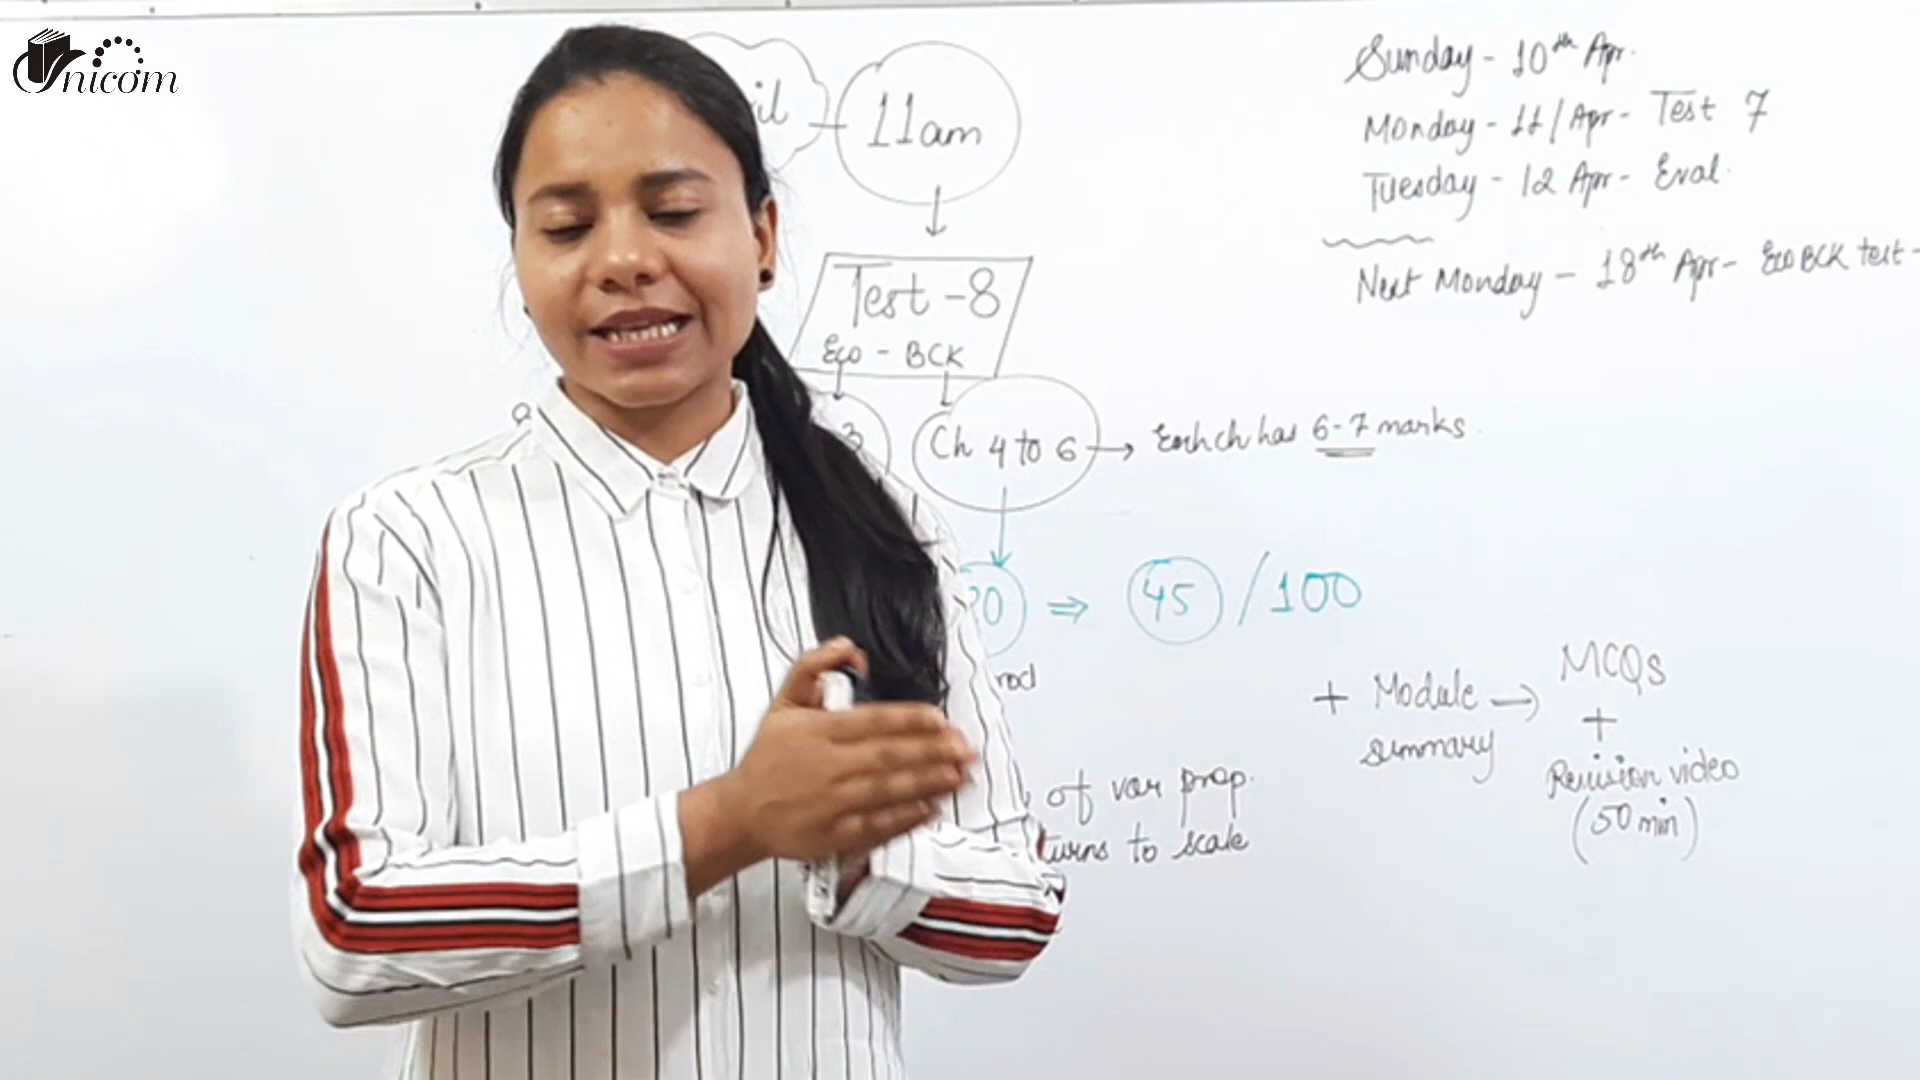 Unicom
11am
Test - 8
Eco - BCK
Ch 4 to 6 → Each ch has 6-7 marks
⇒ 45 / 100
of var prop.
to scale
Sunday - 10th Apr.
Monday - 11/Apr - Test 7
Tuesday - 12 Apr - Eval.
Next Monday - 18th Apr - Eco BCK test -
+ Module summary → MCQs
+
Revision video
(50 min)